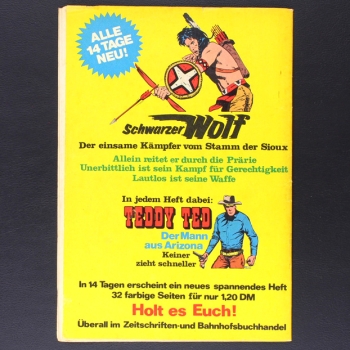 ALLE
14 TAGE
NEU!
Schwarzer Wolf
Der einsame Kämpfer vom Stamm der Sioux
Allein reitet er durch die Prärie
Unerbittlich ist sein Kampf für Gerechtigkeit
Lautlos ist seine Waffe
In jedem Heft dabei:
TEDDY TED
Der Mann
aus Arizona
Keiner
zieht schneller
In 14 Tagen erscheint ein neues spannendes Heft
32 farbige Seiten für nur 1,20 DM
Holt es Euch!
Überall im Zeitschriften-und Bahnhofsbuchhandel